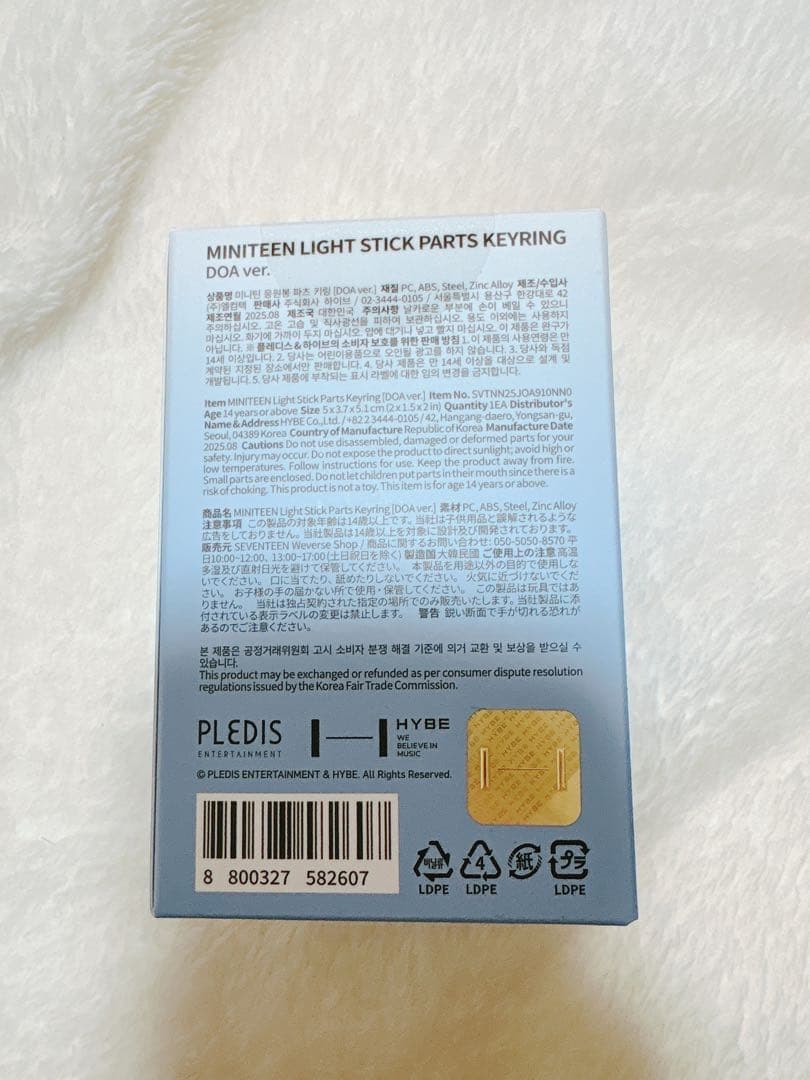 MINITEEN LIGHT STICK PARTS KEYRING
DOA ver.
상품명 미니틴 응원봉 파츠 키링 [DOA ver.] 재질 PC, ABS, Steel, Zinc Alloy 제조/수입사
(주)엘컴텍 판매사 주식회사 하이브 / 02-3444-0105 / 서울특별시 용산구 한강대로 42
제조연월 2025.08 제조국 대한민국 주의사항 날카로운 부분에 손이 베일 수 있으니
주의하십시오. 고온 고습 및 직사광선을 피하여 보관하십시오. 용도 이외에는 사용하지
마십시오. 화기에 가까이 두지 마십시오. 입에 대거나 넣고 빨지 마십시오. 이 제품은 완구가
아닙니다. ※ 플레디스&하이브의 소비자 보호를 위한 판매 방침 1. 이 제품의 사용연령은 만
14세 이상입니다. 2. 당사는 어린이용품으로 오인될 광고를 하지 않습니다. 3. 당사와 독점
계약된 지정된 장소에서만 판매합니다. 4. 당사 제품은 만 14세 이상을 대상으로 설계 및
개발됩니다. 5. 당사 제품에 부착되는 표시 라벨에 대한 임의 변경을 금지합니다.
Item MINITEEN Light Stick Parts Keyring [DOA ver.] Item No. SVTNN25JOA910NN0
Age 14 years or above Size 5 x 3.7 x 5.1 cm (2 x 1.5 x 2 in) Quantity 1EA Distributor's
Name & Address HYBE Co., Ltd. / +82 2 3444-0105 / 42, Hangang-daero, Yongsan-gu,
Seoul, 04389 Korea Country of Manufacture Republic of Korea Manufacture Date
2025.08 Cautions Do not use disassembled, damaged or deformed parts for your
safety. Injury may occur. Do not expose the product to direct sunlight; avoid high or
low temperatures. Follow instructions for use. Keep the product away from fire.
Small parts are enclosed. Do not let children put parts in their mouth since there is a
risk of choking. This product is not a toy. This item is for age 14 years or above.
商品名 MINITEEN Light Stick Parts Keyring [DOA ver.] 素材 PC, ABS, Steel, Zinc Alloy
注意事項 この製品の対象年齢は14歳以上です。当社は子供用品と誤解されるような
広告をしておりません。当社製品は14歳以上を対象に設計及び開発されております。
販売元 SEVENTEEN Weverse Shop / 商品に関するお問い合わせ: 050-5050-8570 平
日10:00~12:00, 13:00~17:00 (土日祝日を除く) 製造国 大韓民国 ご使用上の注意 高温
多湿及び直射日光を避けて保管してください。 本製品を用途以外の目的で使用しな
いでください。 口に当てたり、舐めたりしないでください。 火気に近づけないでくだ
さい。 お子様の手の届かない所で使用・保管してください。 この製品は玩具ではあ
りません。 当社は独占契約された指定の場所でのみ販売いたします。当社製品に添
付されている表示ラベルの変更は禁止します。 警告 鋭い断面で手が切れる恐れが
あるのでご注意ください。
본 제품은 공정거래위원회 고시 소비자 분쟁 해결 기준에 의거 교환 및 보상을 받으실 수
있습니다.
This product may be exchanged or refunded as per consumer dispute resolution
regulations issued by the Korea Fair Trade Commission.
PLEDIS
ENTERTAINMENT
HYBE
WE
BELIEVE IN
MUSIC
© PLEDIS ENTERTAINMENT & HYBE. All Rights Reserved.
8 800327 582607
비닐류
LDPE
4
LDPE
紙
プラ
LDPE